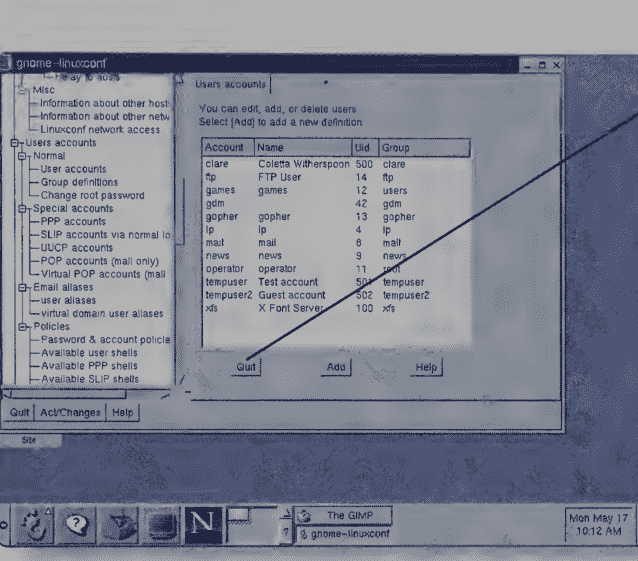 gnome-linuxconf
Relay to hosts
Misc
Information about other host
Information about other netw
Linuxconf network access
Users accounts
Normal
User accounts
Group definitions
Change root password
Special accounts
PPP accounts
SLIP accounts via normal lo
UUCP accounts
POP accounts (mail only)
Virtual POP accounts (mail
Email aliases
user aliases
virtual domain user aliases
Policies
Password & account policie
Available user shells
Available PPP shells
Available SLIP shells
Quit Act/Changes Help
Users accounts
You can edit, add, or delete users
Select [Add] to add a new definition
Account Name Uid Group
clare Coletta Witherspoon 500 clare
ftp FTP User 14 ftp
games games 12 users
gdm 42 gdm
gopher gopher 13 gopher
lp lp 4 lp
mail mail 8 mail
news news 9 news
operator operator 11 root
tempuser Test account 501 tempuser
tempuser2 Guest account 502 tempuser2
xfs X Font Server 100 xfs
Quit Add Help
Site
N
The GIMP
gnome-linuxconf
Mon May 17
10:12 AM